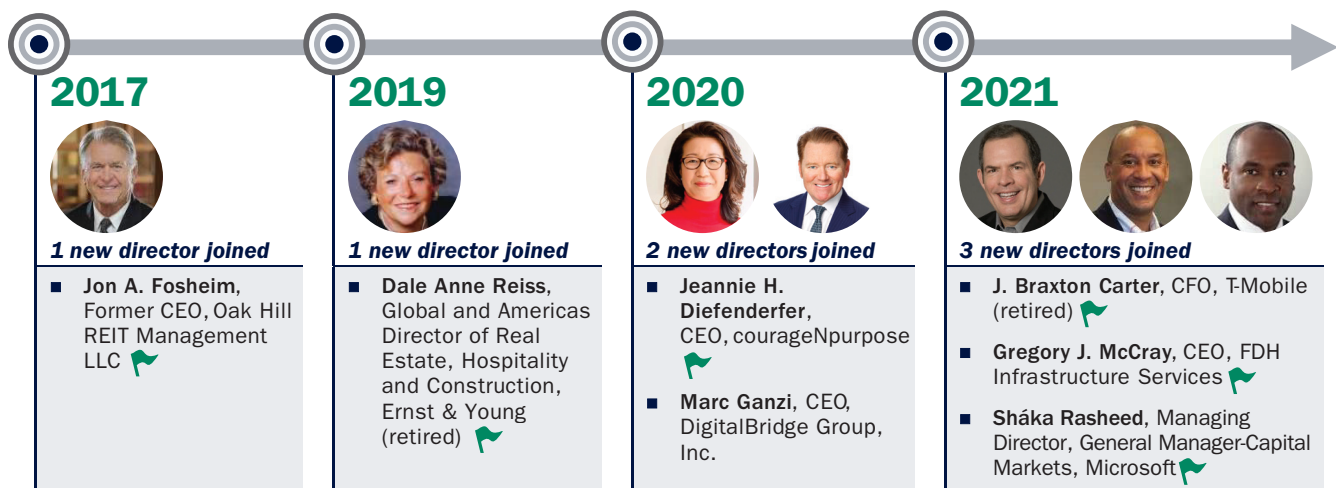 2017
1 new director joined
■ Jon A. Fosheim,
Former CEO, Oak Hill
REIT Management
LLC
2019
1 new director joined
■ Dale Anne Reiss,
Global and Americas
Director of Real
Estate, Hospitality
and Construction,
Ernst & Young
(retired)
2020
2 new directors joined
■ Jeannie H.
Diefenderfer,
CEO, courageNpurpose
■ Marc Ganzi, CEO,
DigitalBridge Group,
Inc.
2021
3 new directors joined
■ J. Braxton Carter, CFO, T-Mobile
(retired)
■ Gregory J. McCray, CEO, FDH
Infrastructure Services
■ Sháka Rasheed, Managing
Director, General Manager-Capital
Markets, Microsoft